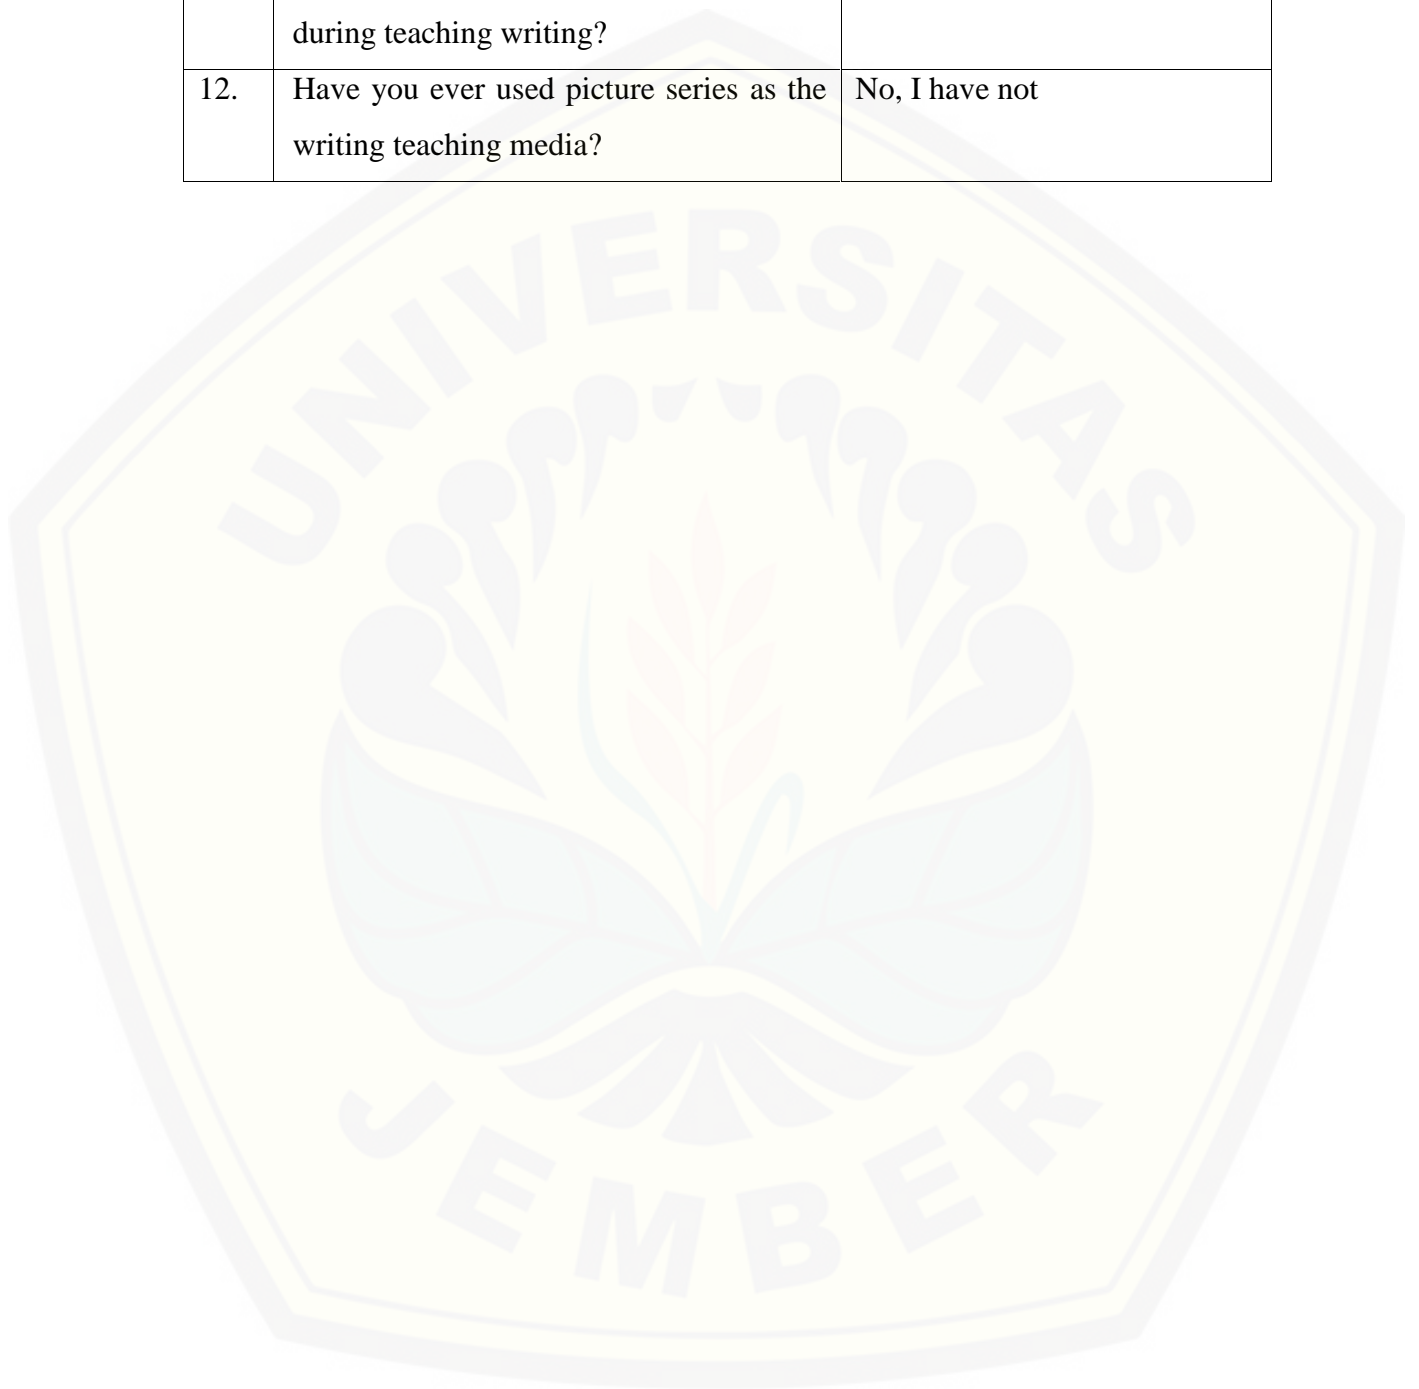 during teaching writing?
12. Have you ever used picture series as the No, I have not
writing teaching media?
UNIVERSITAS
JEMBER